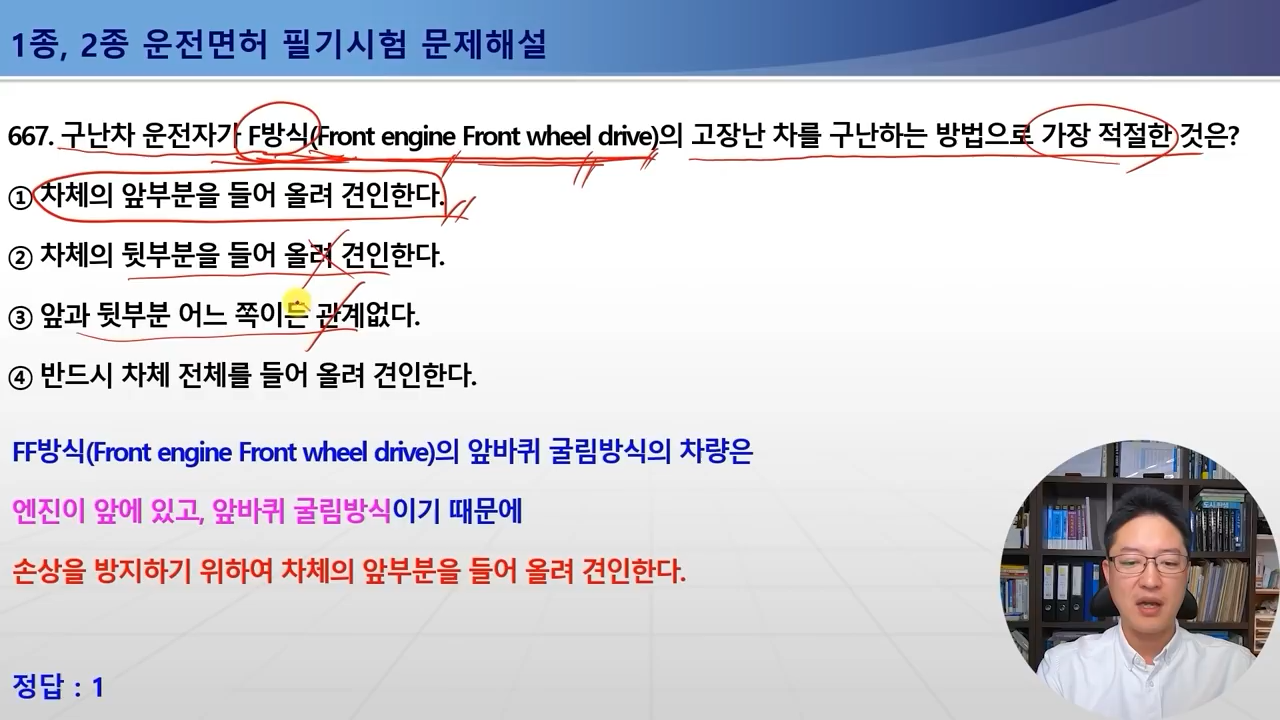 1종, 2종 운전면허 필기시험 문제해설
667. 구난차 운전자가 F방식(Front engine Front wheel drive)의 고장난 차를 구난하는 방법으로 가장 적절한 것은?
① 차체의 앞부분을 들어 올려 견인한다.
② 차체의 뒷부분을 들어 올려 견인한다.
③ 앞과 뒷부분 어느 쪽이든 관계없다.
④ 반드시 차체 전체를 들어 올려 견인한다.
FF방식(Front engine Front wheel drive)의 앞바퀴 굴림방식의 차량은
엔진이 앞에 있고, 앞바퀴 굴림방식이기 때문에
손상을 방지하기 위하여 차체의 앞부분을 들어 올려 견인한다.
정답 : 1